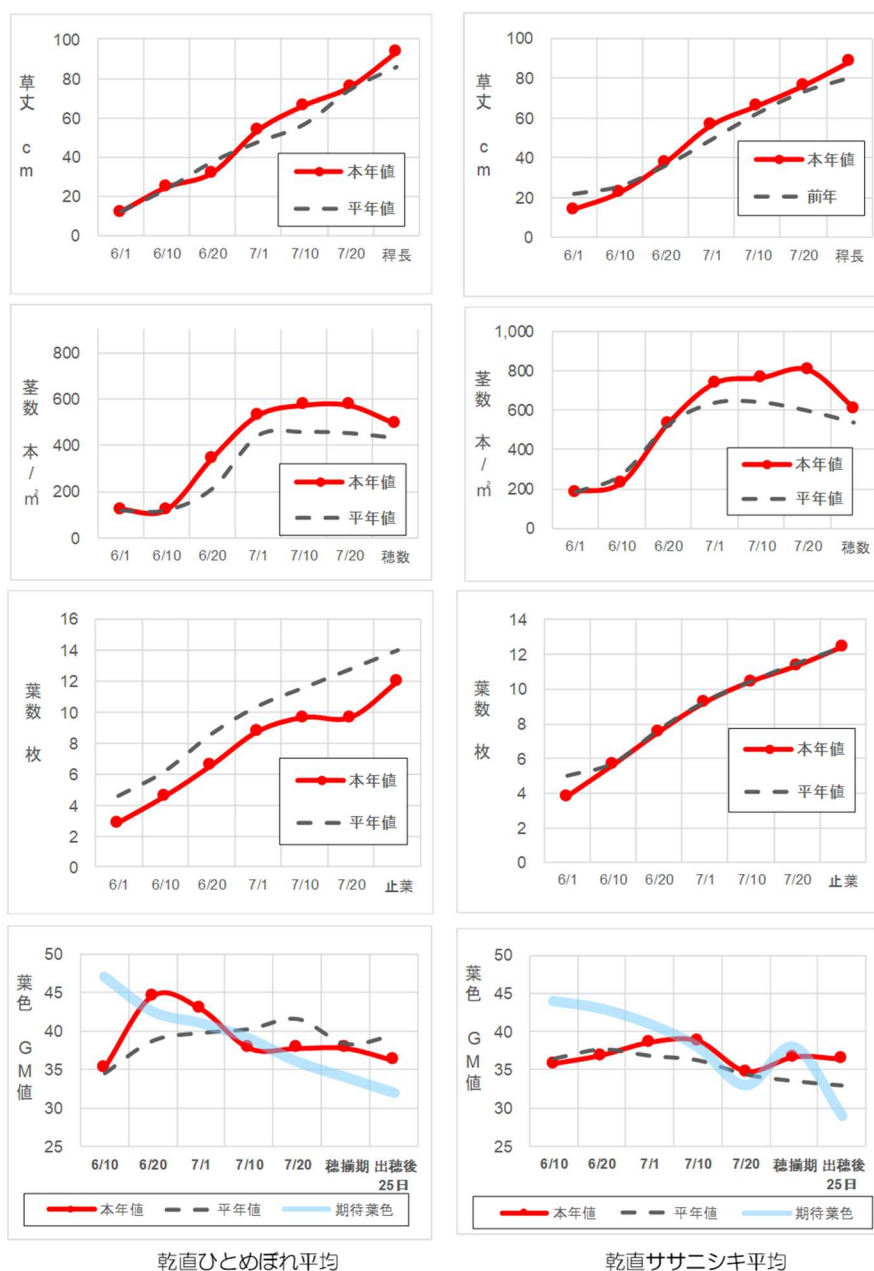 草丈 cm
100
80
60
40
20
0
本年値
平年値
6/1 6/10 6/20 7/1 7/10 7/20 稈長
草丈 cm
100
80
60
40
20
0
本年値
前年
6/1 6/10 6/20 7/1 7/10 7/20 稈長
茎数 本/㎡
800
600
400
200
0
本年値
平年値
6/1 6/10 6/20 7/1 7/10 7/20 穂数
茎数 本/㎡
1,000
800
600
400
200
0
本年値
平年値
6/1 6/10 6/20 7/1 7/10 7/20 穂数
葉数 枚
16
14
12
10
8
6
4
2
0
本年値
平年値
6/1 6/10 6/20 7/1 7/10 7/20 止葉
葉数 枚
14
12
10
8
6
4
2
0
本年値
平年値
6/1 6/10 6/20 7/1 7/10 7/20 止葉
葉色 GM値
50
45
40
35
30
25
6/10 6/20 7/1 7/10 7/20 穂揃期 出穂後
25日
本年値 平年値 期待葉色
葉色 GM値
50
45
40
35
30
25
6/10 6/20 7/1 7/10 7/20 穂揃期 出穂後
25日
本年値 平年値 期待葉色
乾直ひとめぼれ平均
乾直ササニシキ平均